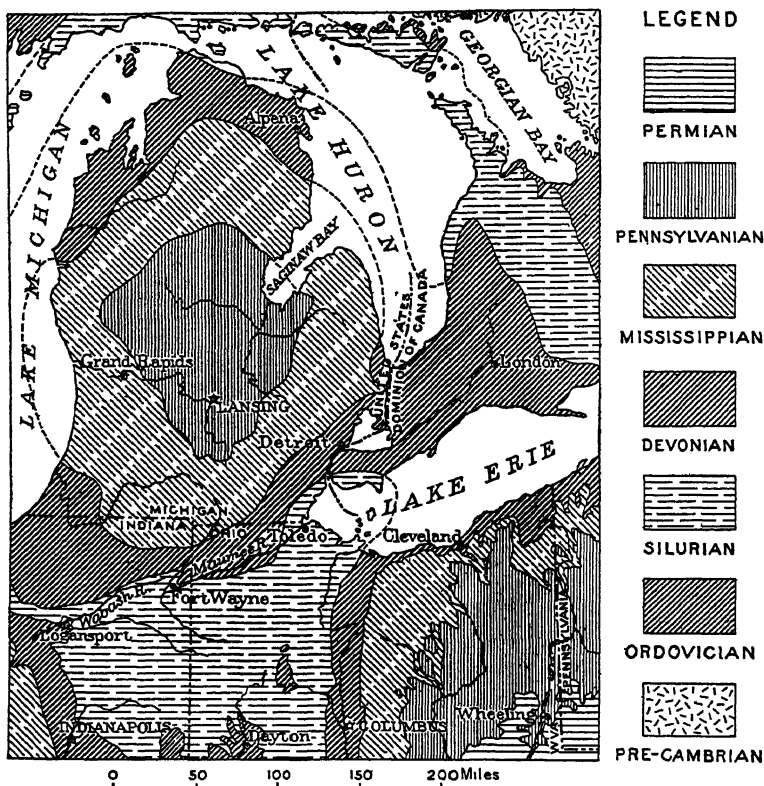 LEGEND
PERMIAN
PENNSYLVANIAN
MISSISSIPPIAN
DEVONIAN
SILURIAN
ORDOVICIAN
PRE-CAMBRIAN
GEORGIAN BAY
LAKE HURON
LAKE MICHIGAN
Alpena
SAGINAW BAY
UNITED STATES
DOMINION OF CANADA
Grand Rapids
LANSING
London
Detroit
LAKE ERIE
MICHIGAN
INDIANA
OHIO
Toledo
Cleveland
Maumee R.
Wabash R.
Fort Wayne
Logansport
PENNSYLVANIA
W.VA.
INDIANAPOLIS
Dayton
COLUMBUS
Wheeling
0 50 100 150 200 Miles